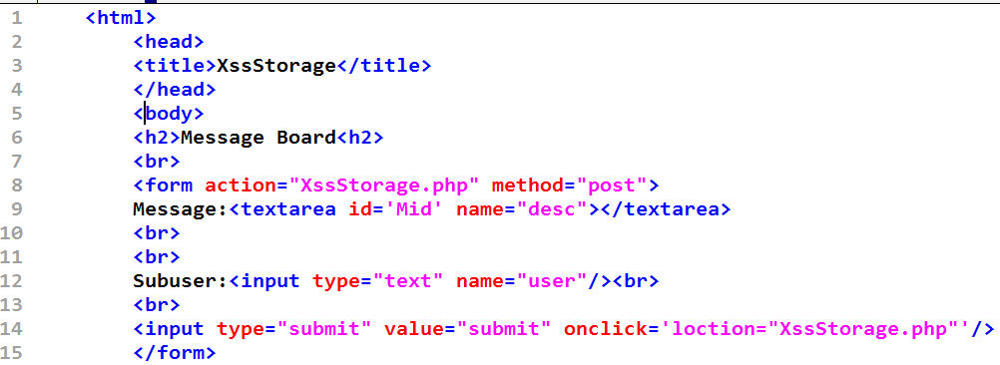 1 <html>
2 <head>
3 <title>XssStorage</title>
4 </head>
5 <body>
6 <h2>Message Board<h2>
7 <br>
8 <form action="XssStorage.php" method="post">
9 Message:<textarea id='Mid' name="desc"></textarea>
10 <br>
11 <br>
12 Subuser:<input type="text" name="user"/><br>
13 <br>
14 <input type="submit" value="submit" onclick='loction="XssStorage.php"'/>
15 </form>